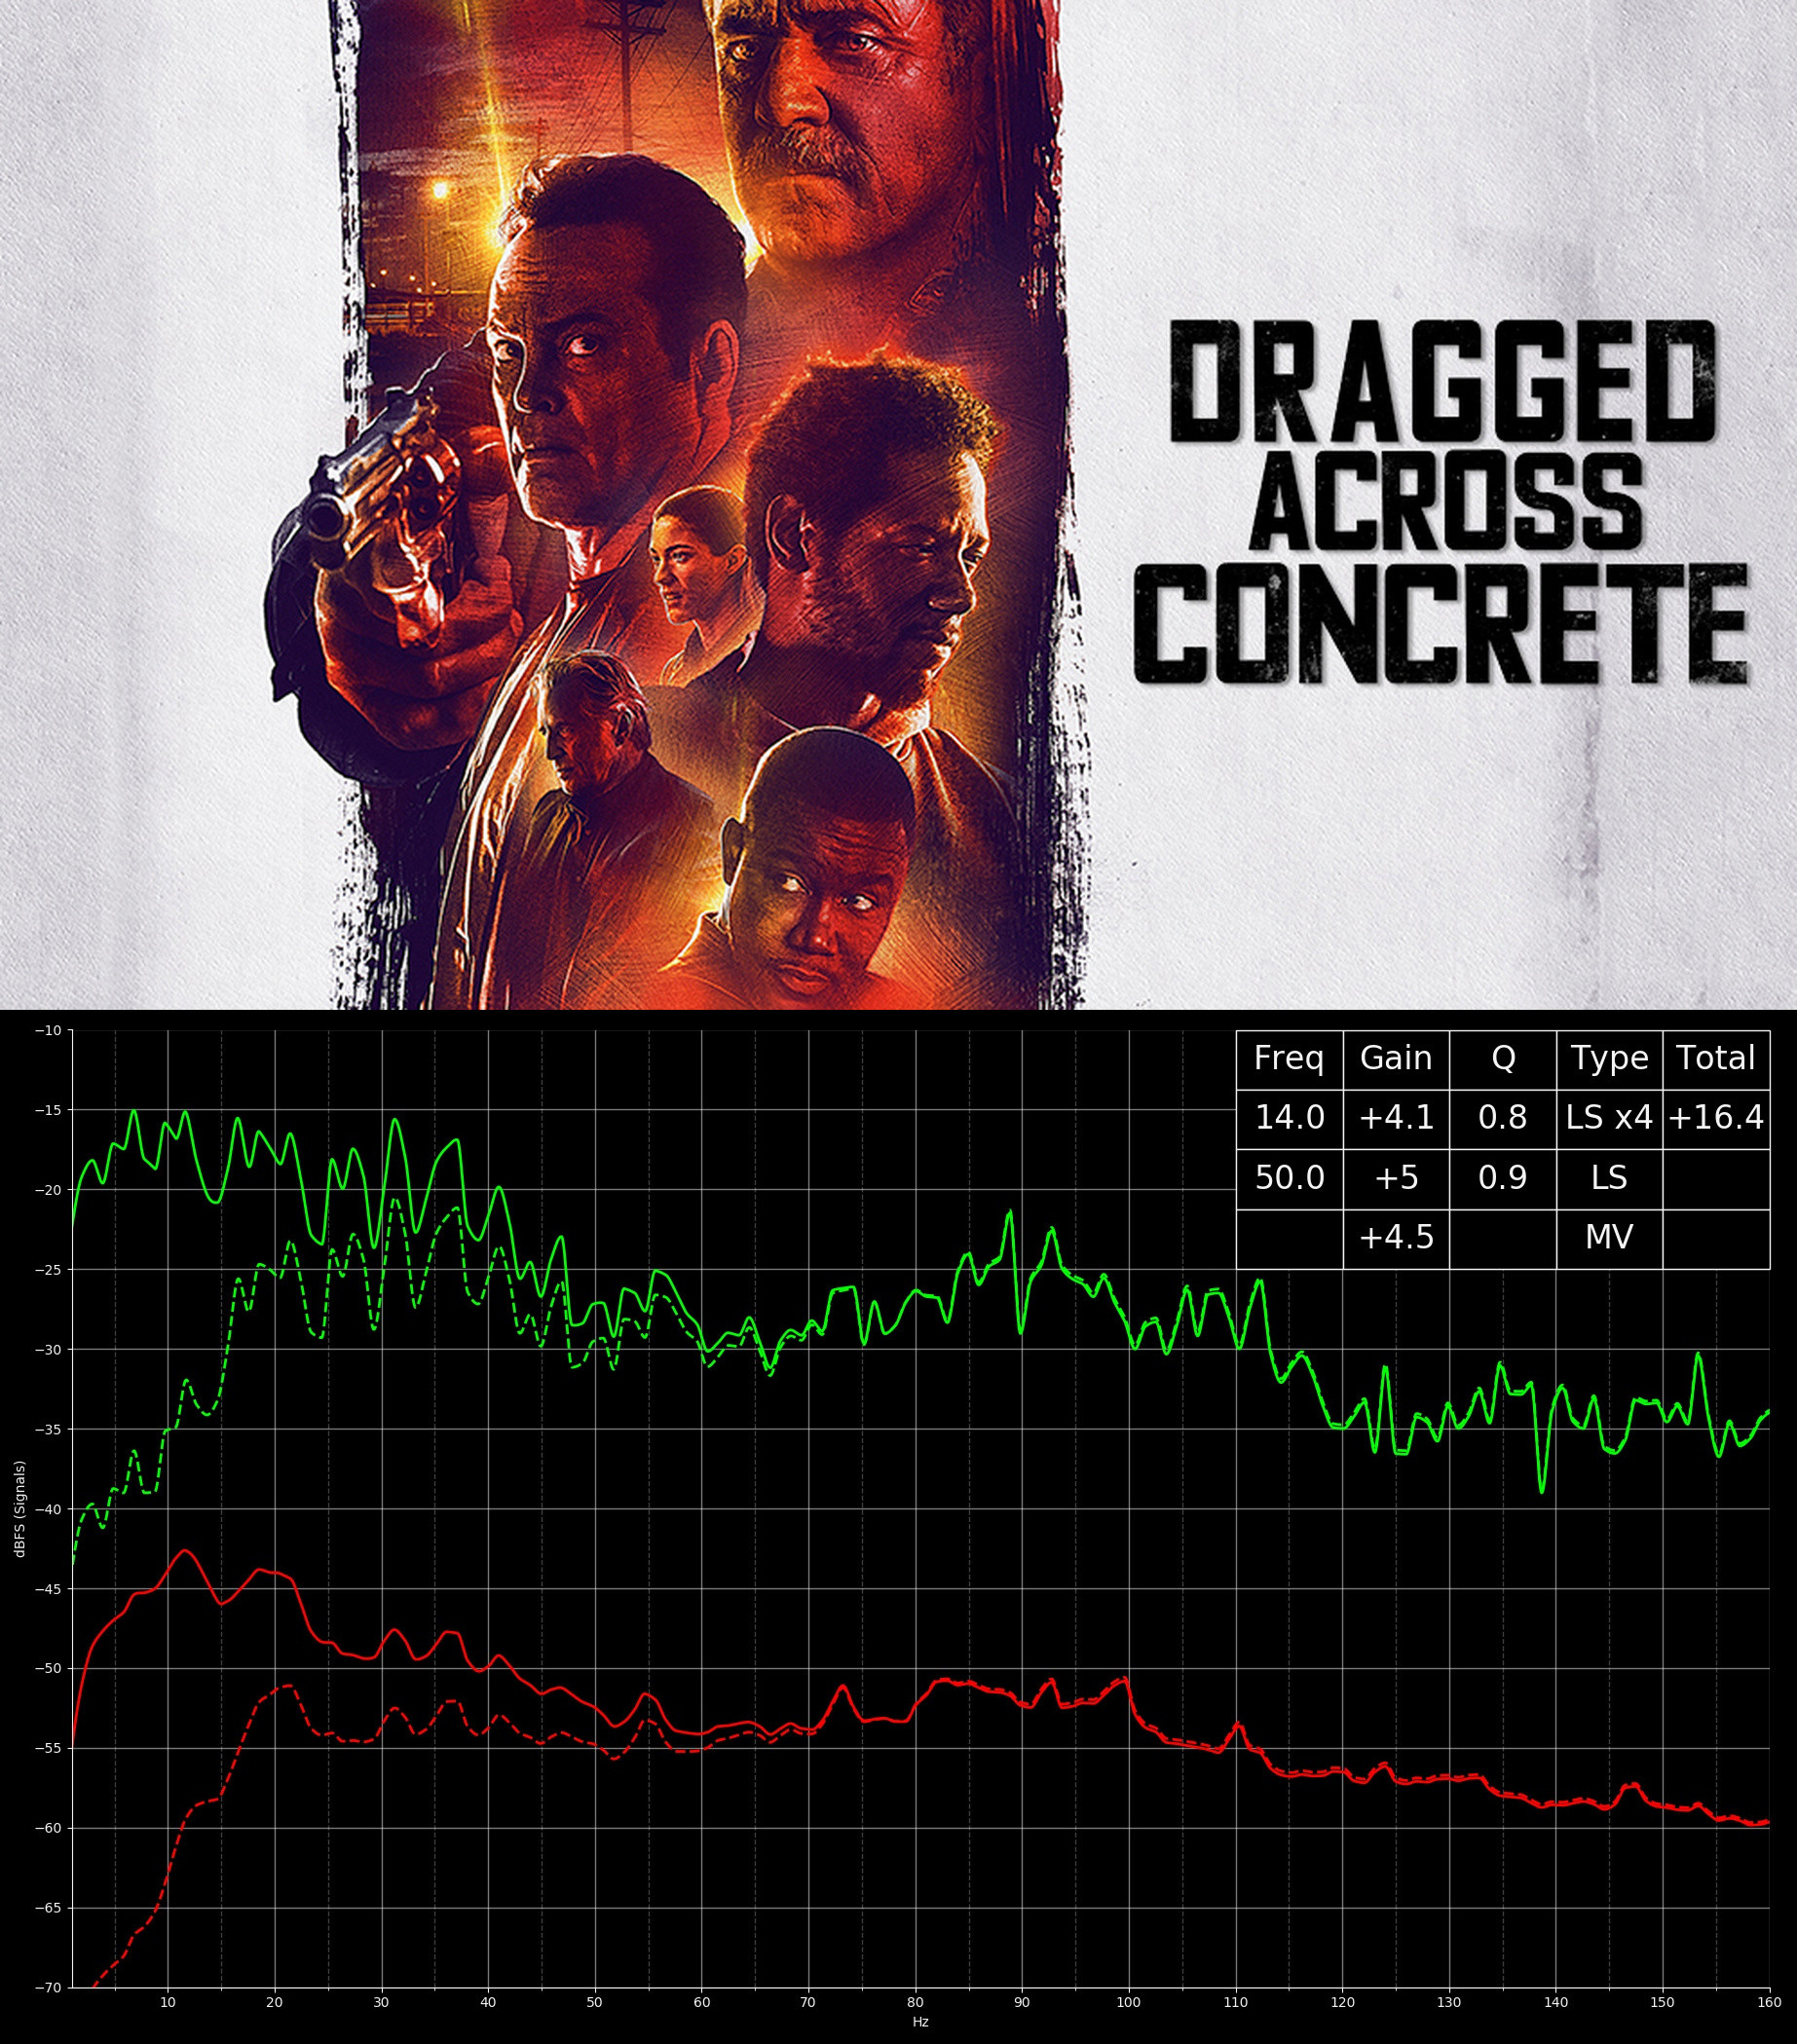 DRAGGED
ACROSS
CONCRETE
Freq Gain Q Type Total
14.0 +4.1 0.8 LS x4 +16.4
50.0 +5 0.9 LS
+4.5 MV
−10
−15
−20
−25
−30
−35
−40
−45
−50
−55
−60
−65
−70
dBFS (Signals)
10 20 30 40 50 60 70 80 90 100 110 120 130 140 150 160
Hz